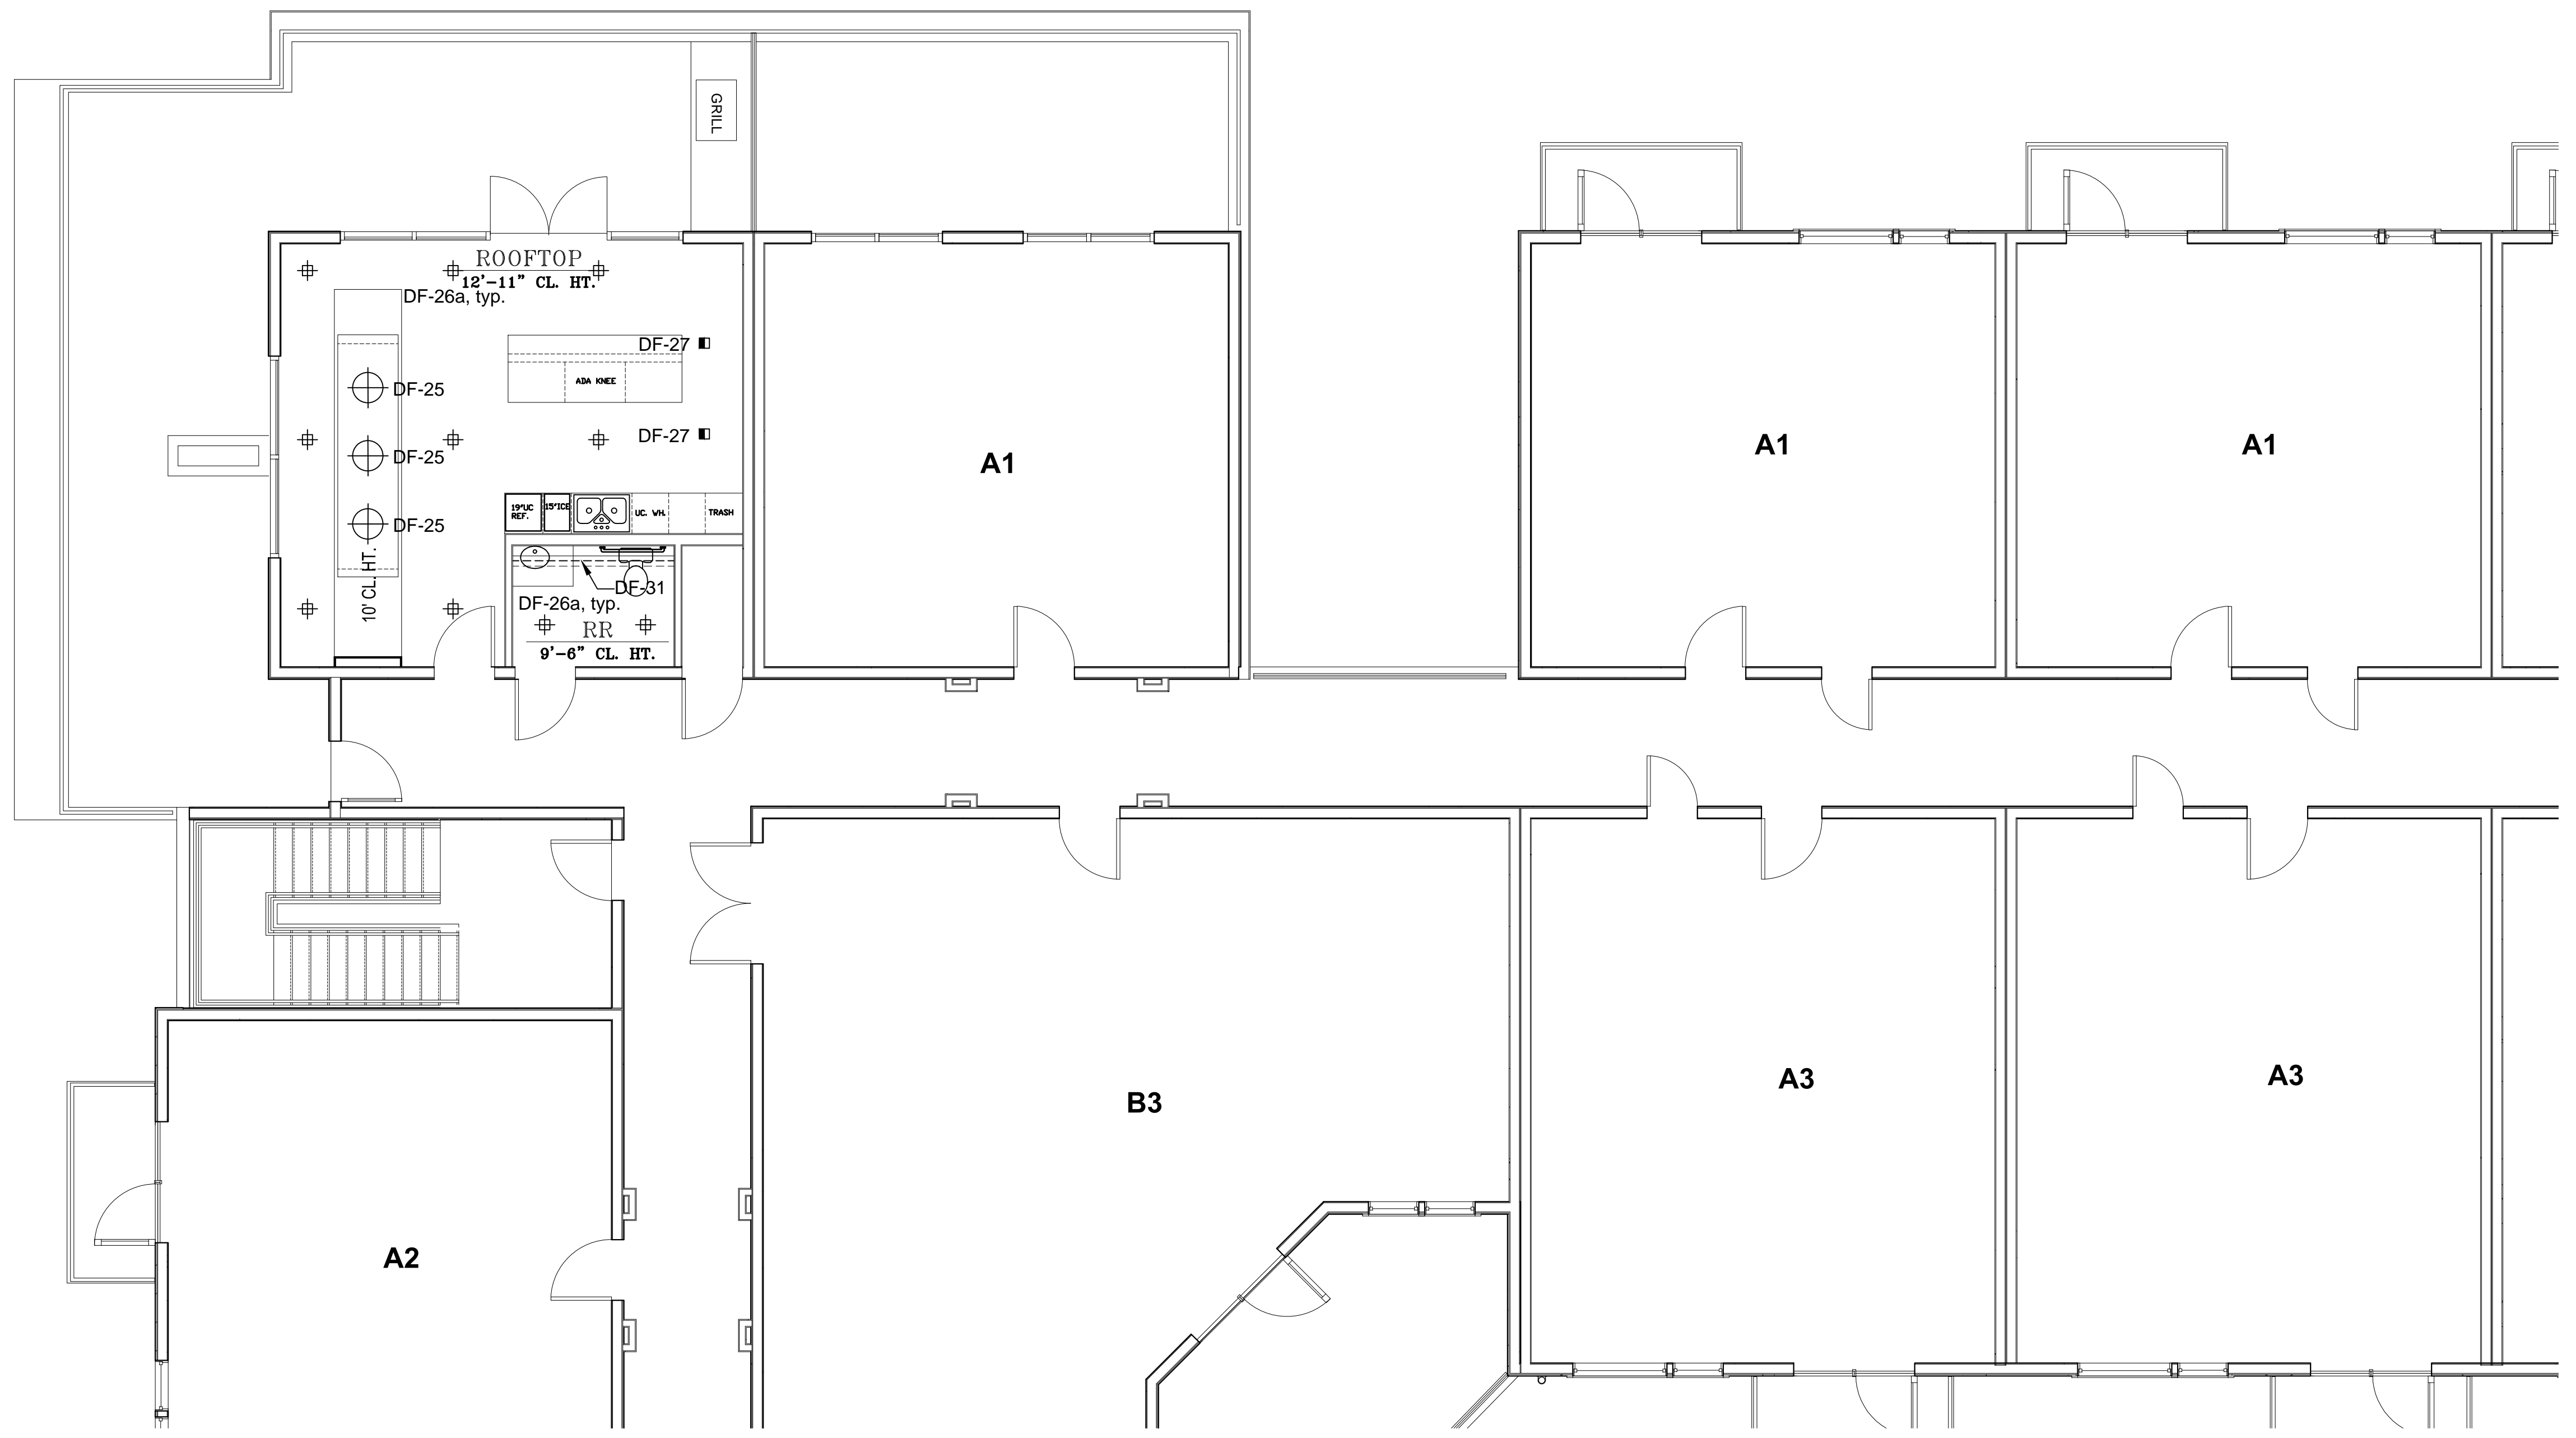 GRILL
ROOFTOP
12'-11" CL. HT.
DF-26a, typ.
DF-27
ADA KNEE
DF-25
DF-27
DF-25
A1
A1
A1
19"UC
REF.
15"ICE
UC. WH.
TRASH
DF-25
10' CL. HT.
DF-31
DF-26a, typ.
RR
9'-6" CL. HT.
A3
A3
B3
A2